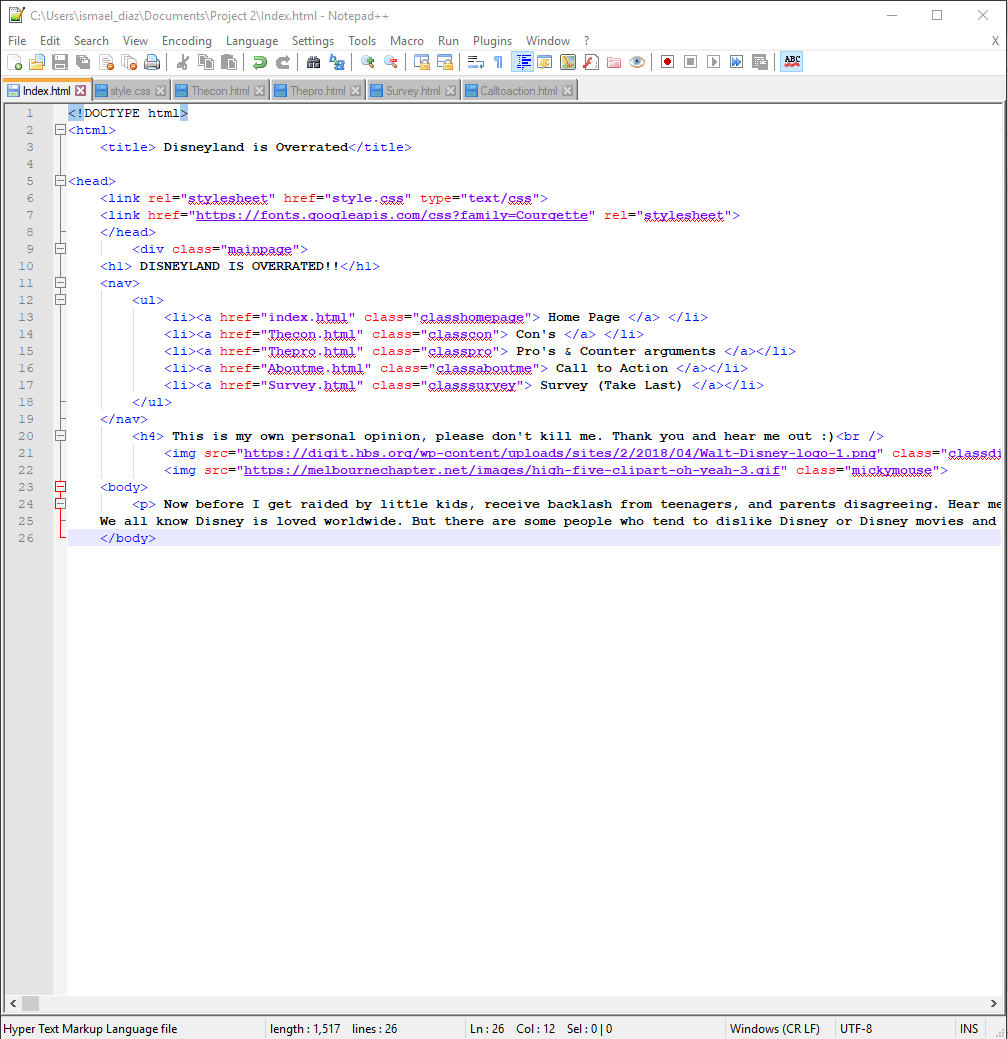 C:\Users\ismael_diaz\Documents\Project 2\Index.html - Notepad++
File Edit Search View Encoding Language Settings Tools Macro Run Plugins Window ? X
ABC
Index.html style.css Thecon.html Thepro.html Survey.html Calltoaction.html
1 <!DOCTYPE html>
2 <html>
3 <title> Disneyland is Overrated</title>
4
5 <head>
6 <link rel="stylesheet" href="style.css" type="text/css">
7 <link href="https://fonts.googleapis.com/css?family=Courgette" rel="stylesheet">
8 </head>
9 <div class="mainpage">
10 <h1> DISNEYLAND IS OVERRATED!!</h1>
11 <nav>
12 <ul>
13 <li><a href="index.html" class="classhomepage"> Home Page </a> </li>
14 <li><a href="Thecon.html" class="classcon"> Con's </a> </li>
15 <li><a href="Thepro.html" class="classpro"> Pro's & Counter arguments </a></li>
16 <li><a href="Aboutme.html" class="classaboutme"> Call to Action </a></li>
17 <li><a href="Survey.html" class="classsurvey"> Survey (Take Last) </a></li>
18 </ul>
19 </nav>
20 <h4> This is my own personal opinion, please don't kill me. Thank you and hear me out :)<br />
21 <img src="https://digit.hbs.org/wp-content/uploads/sites/2/2018/04/Walt-Disney-logo-1.png" class="classdi
22 <img src="https://melbournechapter.net/images/high-five-clipart-oh-yeah-3.gif" class="mickymouse">
23 <body>
24 <p> Now before I get raided by little kids, receive backlash from teenagers, and parents disagreeing. Hear me
25 We all know Disney is loved worldwide. But there are some people who tend to dislike Disney or Disney movies and
26 </body>
Hyper Text Markup Language file length : 1,517 lines : 26 Ln : 26 Col : 12 Sel : 0 | 0 Windows (CR LF) UTF-8 INS